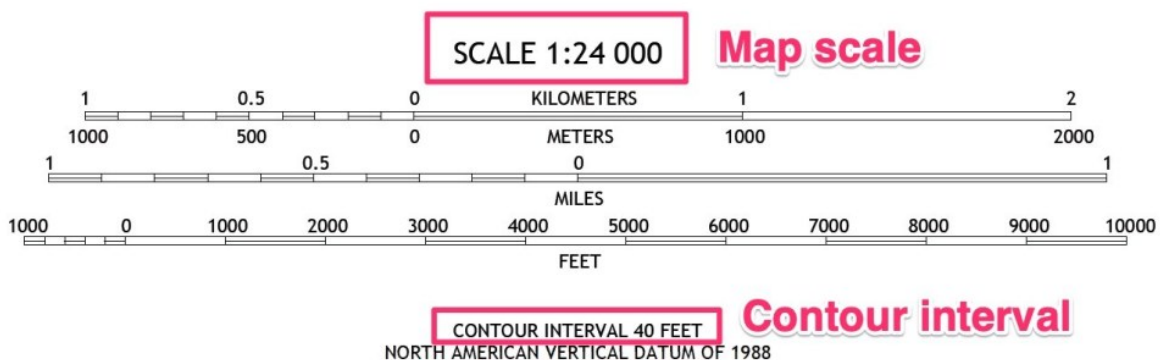 SCALE 1:24 000 Map scale
1 0.5 0 KILOMETERS 1 2
1000 500 0 METERS 1000 2000
1 0.5 0 1
MILES
1000 0 1000 2000 3000 4000 5000 6000 7000 8000 9000 10000
FEET
CONTOUR INTERVAL 40 FEET Contour interval
NORTH AMERICAN VERTICAL DATUM OF 1988